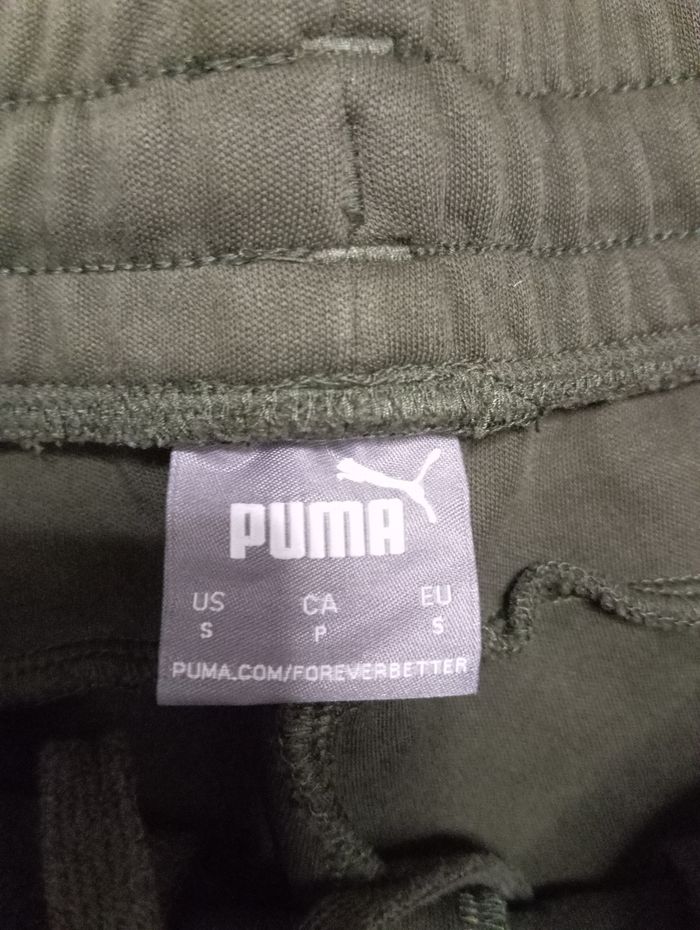 PUMA
US CA EU
S P S
PUMA.COM/FOREVERBETTER